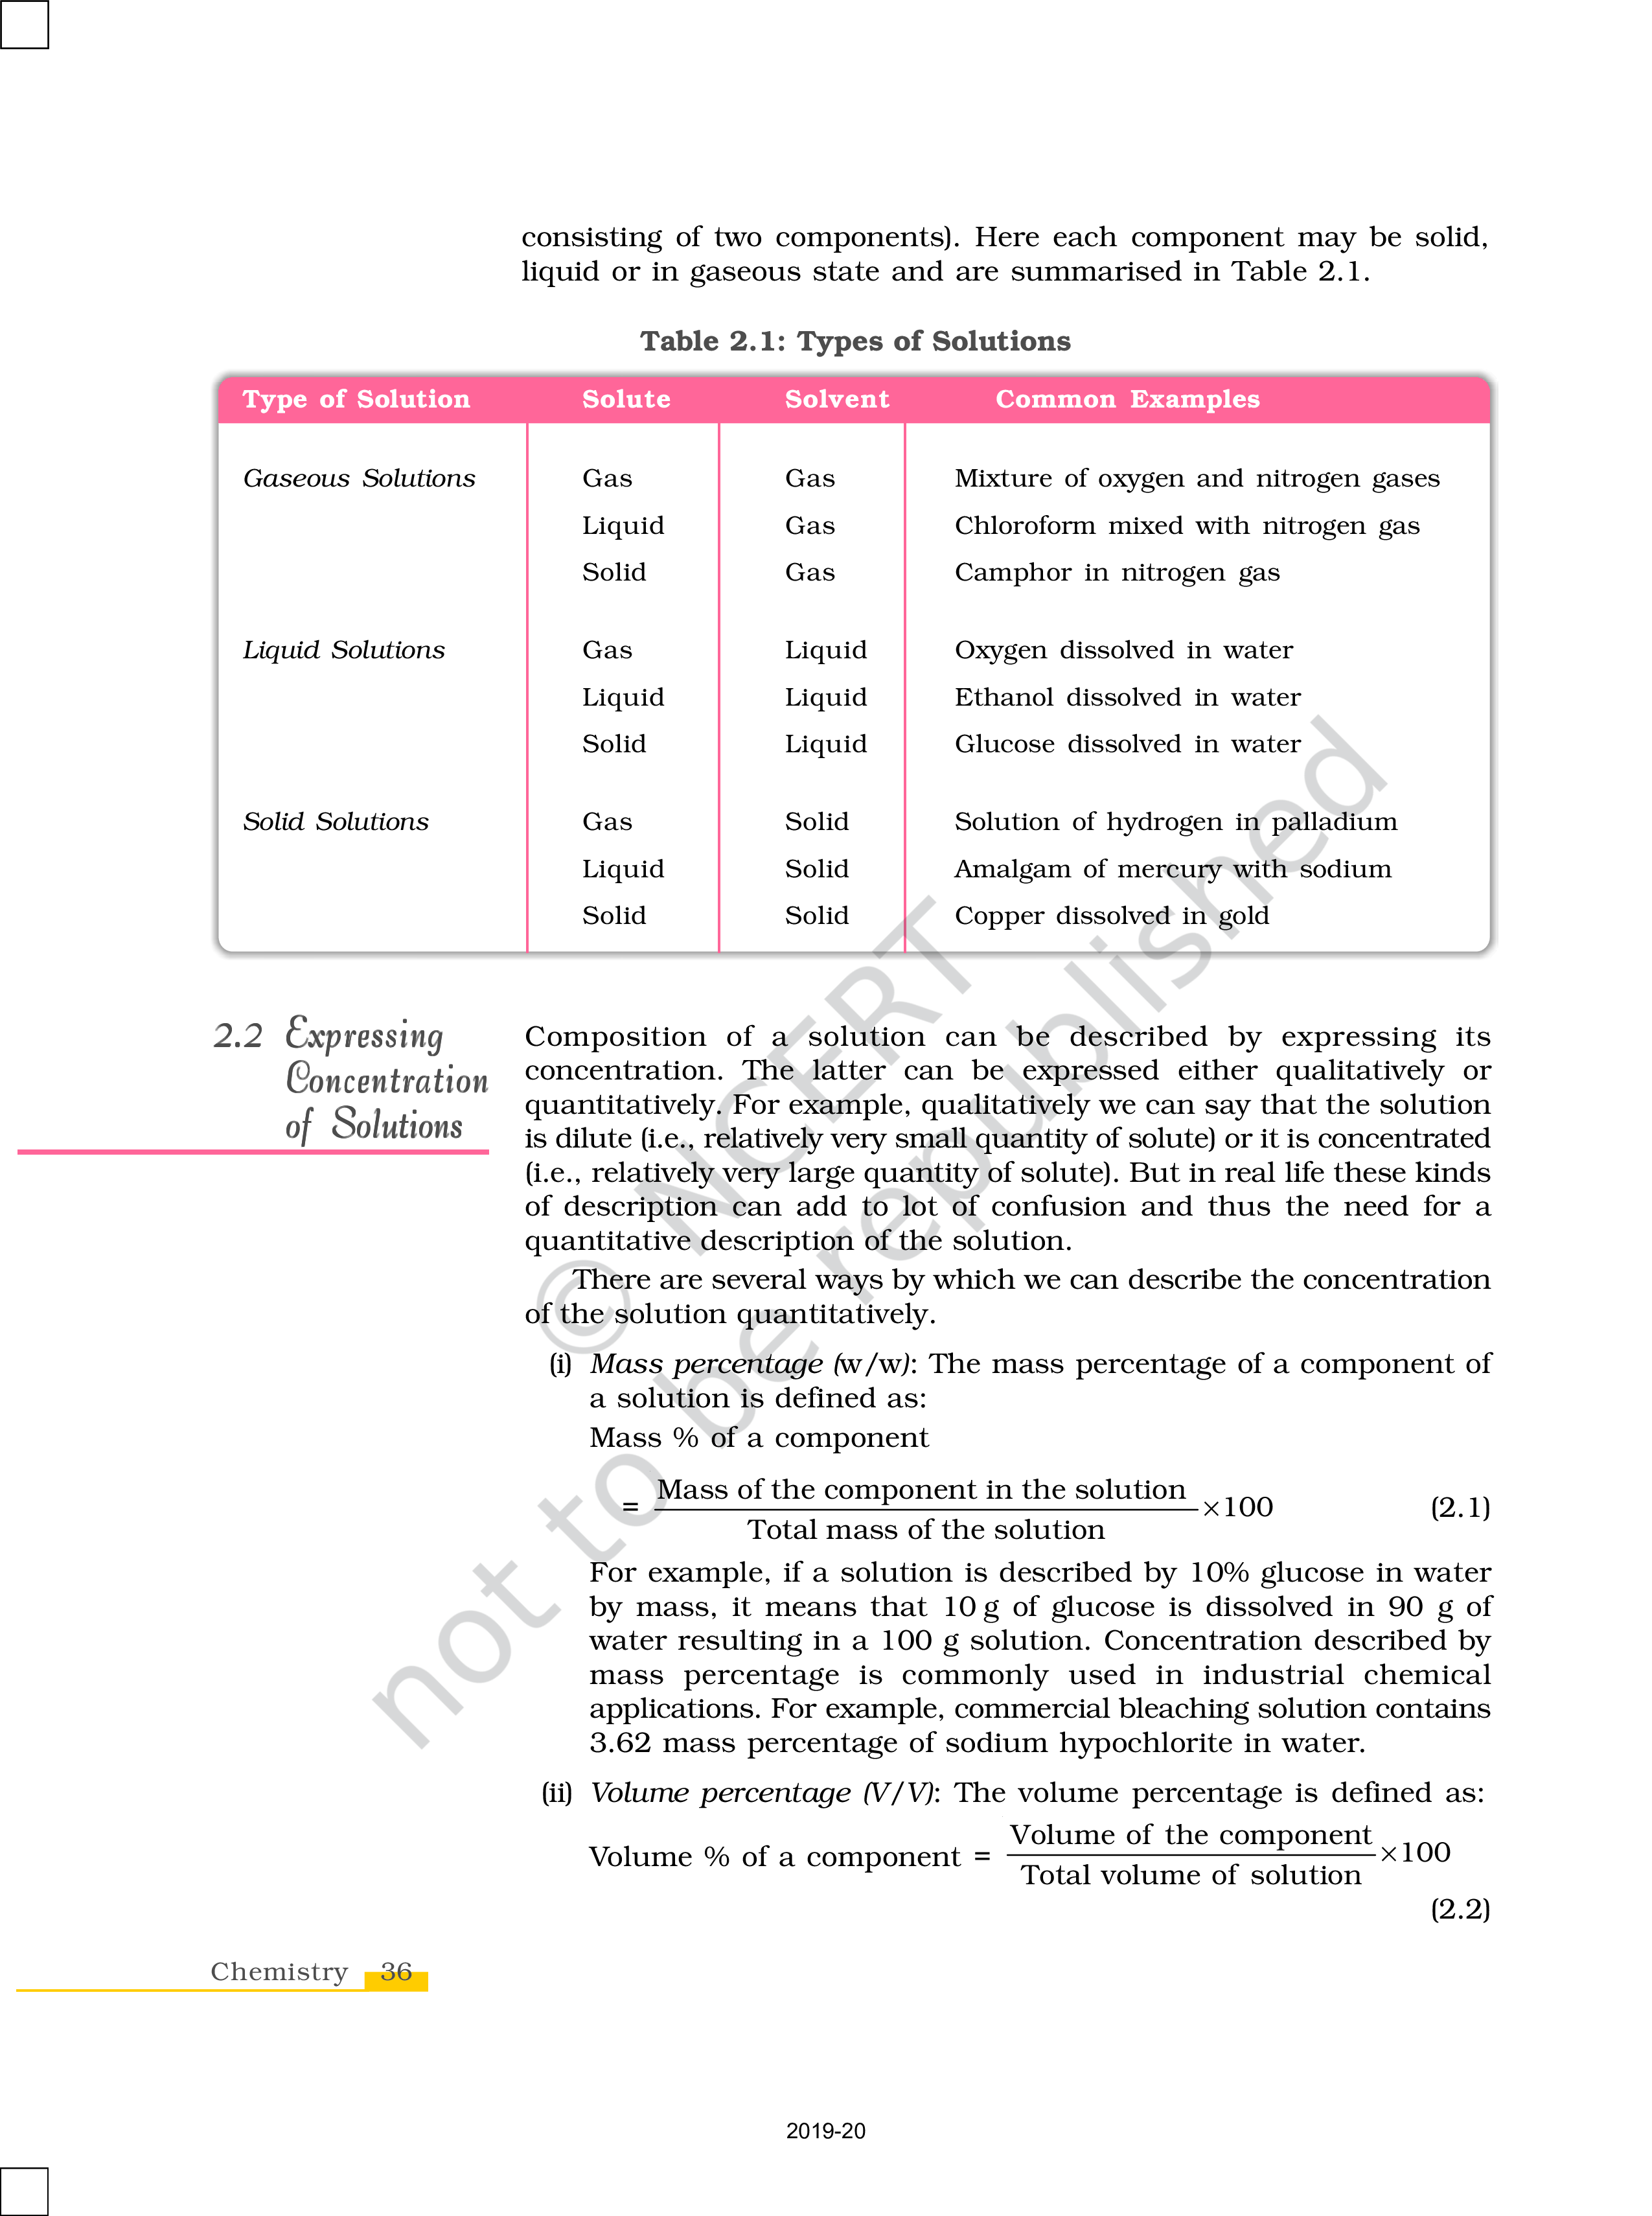 consisting of two components). Here each component may be solid,
liquid or in gaseous state and are summarised in Table 2.1.
Table 2.1: Types of Solutions
Type of Solution Solute Solvent Common Examples
Gaseous Solutions Gas Gas Mixture of oxygen and nitrogen gases
Liquid Gas Chloroform mixed with nitrogen gas
Solid Gas Camphor in nitrogen gas
Liquid Solutions Gas Liquid Oxygen dissolved in water
Liquid Liquid Ethanol dissolved in water
Solid Liquid Glucose dissolved in water
Solid Solutions Gas Solid Solution of hydrogen in palladium
Liquid Solid Amalgam of mercury with sodium
Solid Solid Copper dissolved in gold
2.2 Expressing
Concentration
of Solutions
Composition of a solution can be described by expressing its
concentration. The latter can be expressed either qualitatively or
quantitatively. For example, qualitatively we can say that the solution
is dilute (i.e., relatively very small quantity of solute) or it is concentrated
(i.e., relatively very large quantity of solute). But in real life these kinds
of description can add to lot of confusion and thus the need for a
quantitative description of the solution.
There are several ways by which we can describe the concentration
of the solution quantitatively.
(i) Mass percentage (w/w): The mass percentage of a component of
a solution is defined as:
Mass % of a component
= Mass of the component in the solution / Total mass of the solution ×100 (2.1)
For example, if a solution is described by 10% glucose in water
by mass, it means that 10 g of glucose is dissolved in 90 g of
water resulting in a 100 g solution. Concentration described by
mass percentage is commonly used in industrial chemical
applications. For example, commercial bleaching solution contains
3.62 mass percentage of sodium hypochlorite in water.
(ii) Volume percentage (V/V): The volume percentage is defined as:
Volume % of a component = Volume of the component / Total volume of solution ×100
(2.2)
Chemistry 36
2019-20
© NCERT
not to be republished